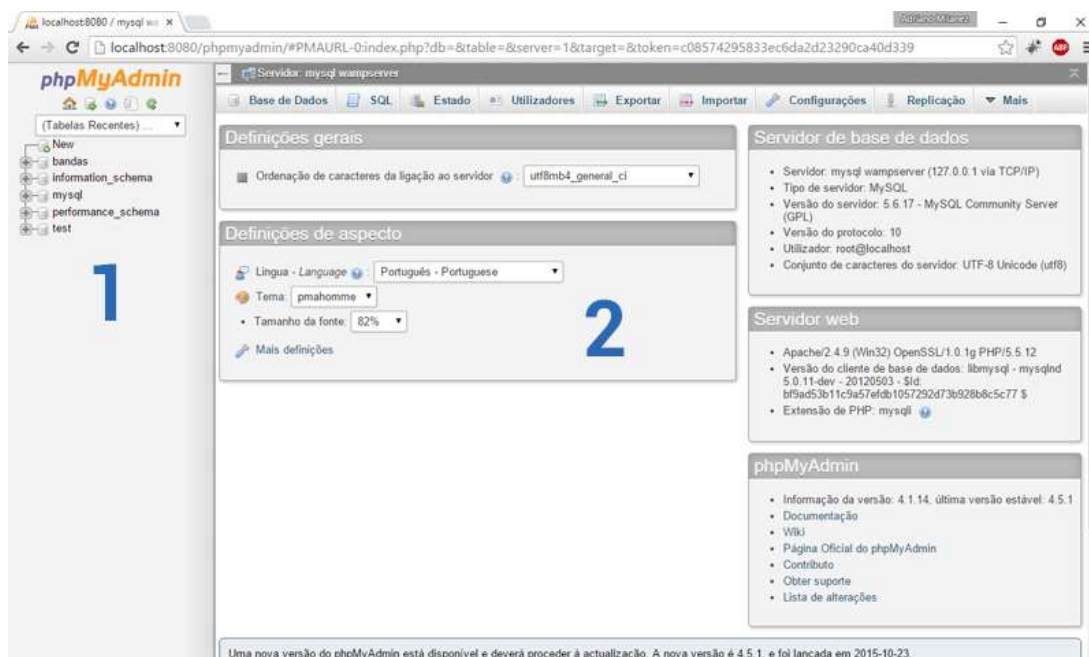 localhost:8080 / mysql wa
localhost:8080/phpmyadmin/#PMAURL-0:index.php?db=&table=&server=1&target=&token=c08574295833ec6da2d23290ca40d339
phpMyAdmin
(Tabelas Recentes) ...
New
bandas
information_schema
mysql
performance_schema
test
1
Servidor: mysql wampserver
Base de Dados SQL Estado Utilizadores Exportar Importar Configurações Replicação Mais
Definições gerais
Ordenação de caracteres da ligação ao servidor : utf8mb4_general_ci
Definições de aspecto
Língua - Language : Português - Portuguese
Tema: pmahomme
Tamanho da fonte: 82%
Mais definições
2
Servidor de base de dados
Servidor: mysql wampserver (127.0.0.1 via TCP/IP)
Tipo de servidor: MySQL
Versão do servidor: 5.6.17 - MySQL Community Server
(GPL)
Versão do protocolo: 10
Utilizador: root@localhost
Conjunto de caracteres do servidor: UTF-8 Unicode (utf8)
Servidor web
Apache/2.4.9 (Win32) OpenSSL/1.0.1g PHP/5.5.12
Versão do cliente de base de dados: libmysql - mysqlnd
5.0.11-dev - 20120503 - $Id:
bf9ad53b11c9a57efdb1057292d73b928b8c5c77 $
Extensão de PHP: mysqli
phpMyAdmin
Informação da versão: 4.1.14, última versão estável: 4.5.1
Documentação
Wiki
Página Oficial do phpMyAdmin
Contributo
Obter suporte
Lista de alterações
Uma nova versão do phpMyAdmin está disponível e deverá proceder à actualização. A nova versão é 4.5.1, e foi lançada em 2015-10-23.